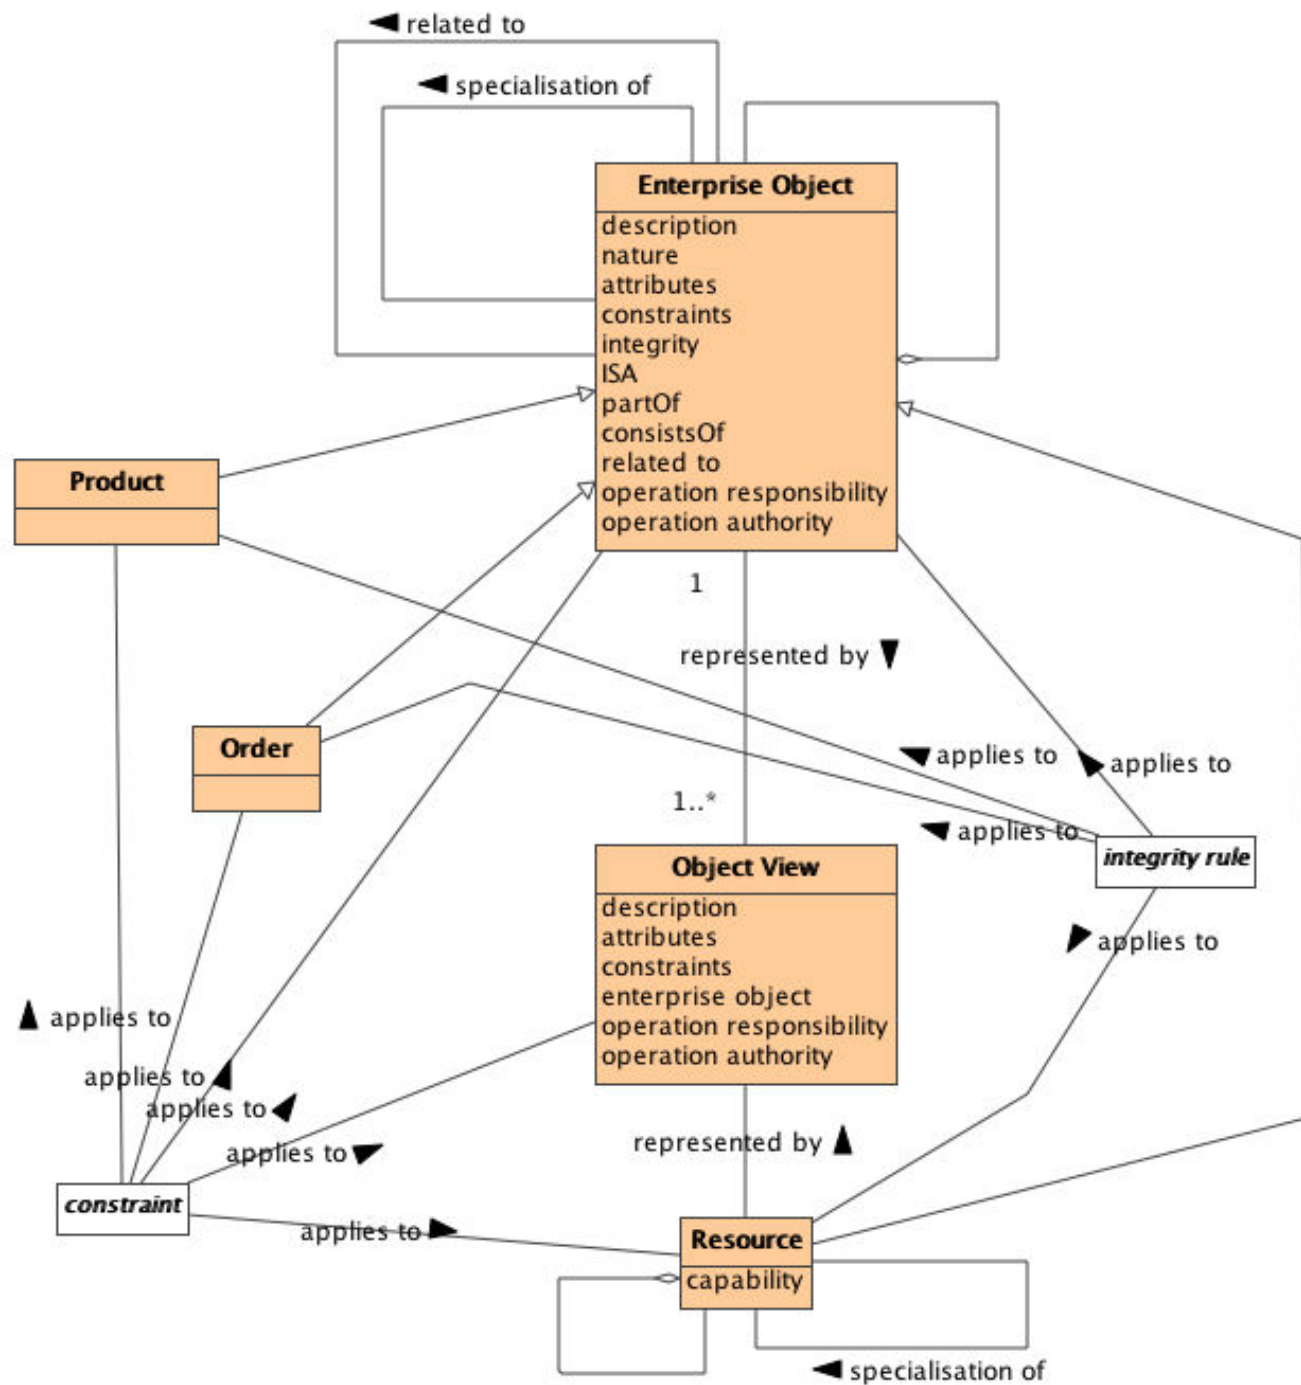 ◄ related to
◄ specialisation of
Enterprise Object
description
nature
attributes
constraints
integrity
ISA
partOf
consistsOf
related to
operation responsibility
operation authority
Product
1
represented by ▼
Order
applies to
applies to
1..*
applies to
integrity rule
Object View
description
attributes
constraints
enterprise object
operation responsibility
operation authority
applies to
applies to
applies to
applies to
applies to
represented by ▲
constraint
applies to
Resource
capability
◄ specialisation of